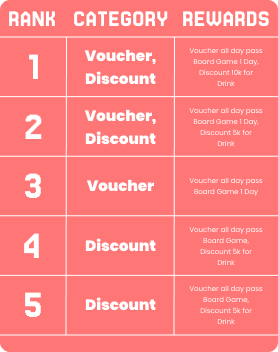 RANK CATEGORY REWARDS
1
Voucher,
Discount
Voucher all day pass
Board Game 1 Day,
Discount 10k for
Drink
2
Voucher,
Discount
Voucher all day pass
Board Game 1 Day,
Discount 5k for
Drink
3
Voucher
Voucher all day pass
Board Game 1 Day
4
Discount
Voucher all day pass
Board Game,
Discount 5k for
Drink
5
Discount
Voucher all day pass
Board Game,
Discount 5k for
Drink